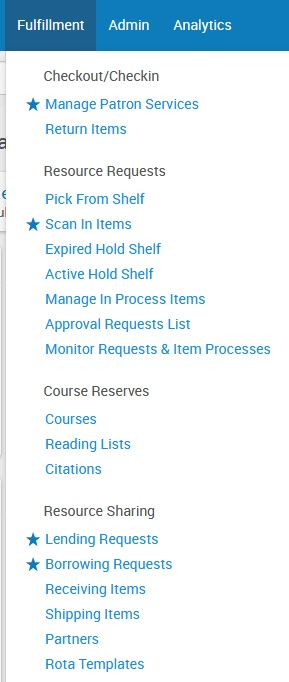 Fulfillment Admin Analytics
Checkout/Checkin
Manage Patron Services
Return Items
Resource Requests
Pick From Shelf
Scan In Items
Expired Hold Shelf
Active Hold Shelf
Manage In Process Items
Approval Requests List
Monitor Requests & Item Processes
Course Reserves
Courses
Reading Lists
Citations
Resource Sharing
Lending Requests
Borrowing Requests
Receiving Items
Shipping Items
Partners
Rota Templates